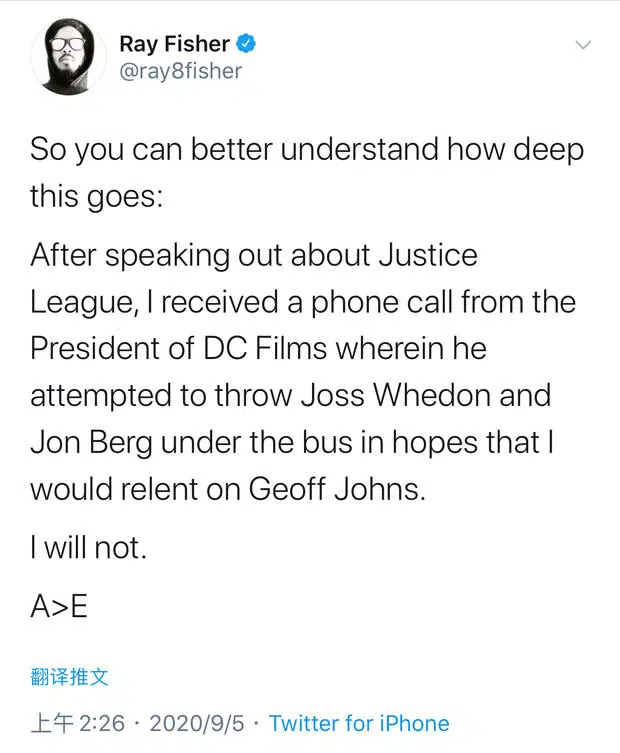 Ray Fisher
@ray8fisher
So you can better understand how deep
this goes:
After speaking out about Justice
League, I received a phone call from the
President of DC Films wherein he
attempted to throw Joss Whedon and
Jon Berg under the bus in hopes that I
would relent on Geoff Johns.
I will not.
A>E
翻译推文
上午 2:26 · 2020/9/5 · Twitter for iPhone